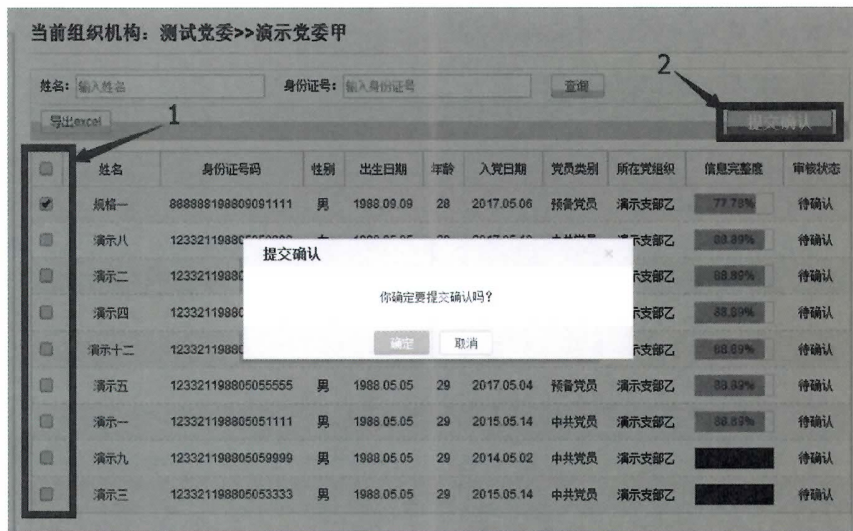 当前组织机构：测试党委>>演示党委甲
2
姓名： 输入姓名 身份证号： 输入身份证号 查询
导出excel 1 提交确认
姓名 身份证号码 性别 出生日期 年龄 入党日期 党员类别 所在党组织 信息完整度 审核状态
规格一 888888198809091111 男 1988.09.09 28 2017.05.06 预备党员 演示支部乙 77.78% 待确认
演示八 示支部乙 88.89% 待确认
提交确认 ×
演示二 12332119880 示支部乙 88.89% 待确认
你确定要提交确认吗？
演示四 12332119880 示支部乙 88.89% 待确认
确定 取消
演示十二 12332119880 示支部乙 88.89% 待确认
演示五 123321198805055555 男 1988.05.05 29 2017.05.04 预备党员 演示支部乙 88.89% 待确认
演示一 123321198805051111 男 1988.05.05 29 2015.05.14 中共党员 演示支部乙 88.89% 待确认
演示九 123321198805059999 男 1988.05.05 29 2014.05.02 中共党员 演示支部乙 待确认
演示三 123321198805053333 男 1988.05.05 29 2015.05.14 中共党员 演示支部乙 待确认